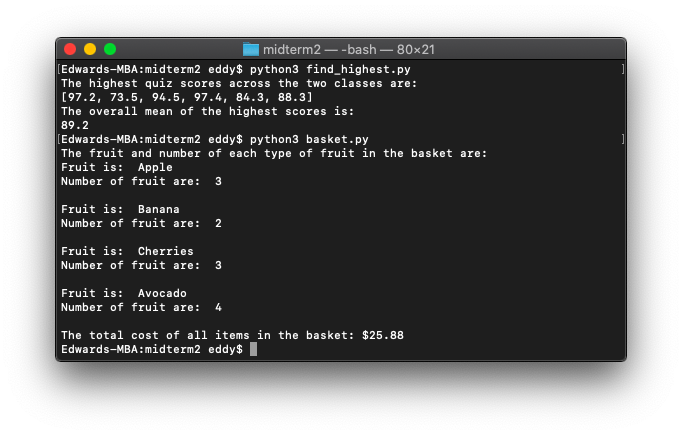 midterm2 — -bash — 80×21
[Edwards-MBA:midterm2 eddy$ python3 find_highest.py ]
The highest quiz scores across the two classes are:
[97.2, 73.5, 94.5, 97.4, 84.3, 88.3]
The overall mean of the highest scores is:
89.2
[Edwards-MBA:midterm2 eddy$ python3 basket.py ]
The fruit and number of each type of fruit in the basket are:
Fruit is:  Apple
Number of fruit are:  3
Fruit is:  Banana
Number of fruit are:  2
Fruit is:  Cherries
Number of fruit are:  3
Fruit is:  Avocado
Number of fruit are:  4
The total cost of all items in the basket: $25.88
Edwards-MBA:midterm2 eddy$